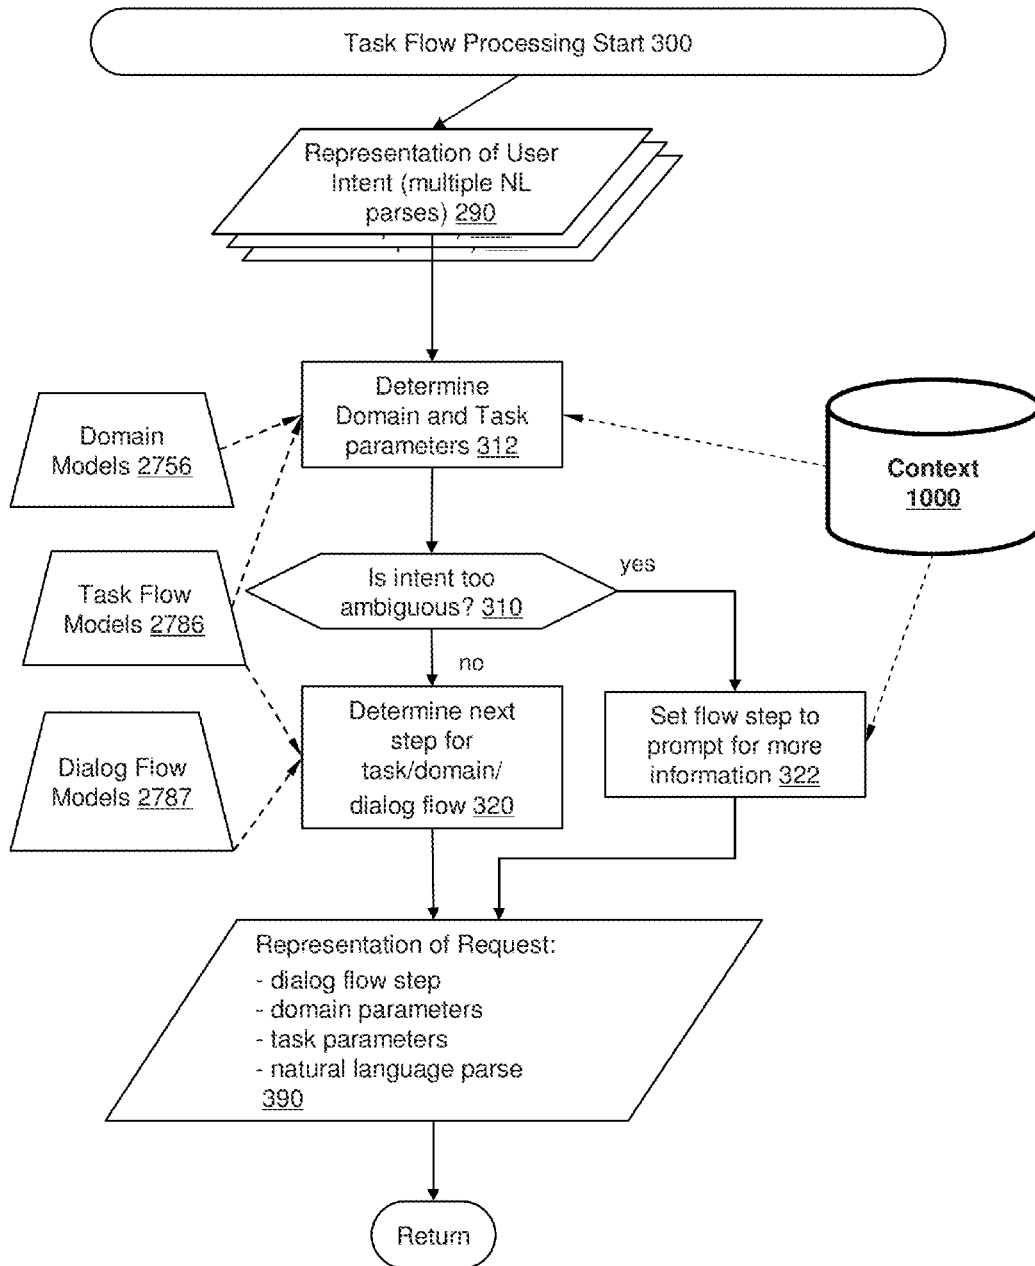 Task Flow Processing Start 300
Representation of User
Intent (multiple NL
parses) 290
Determine
Domain and Task
parameters 312
Domain
Models 2756
Context
1000
Is intent too
ambiguous? 310
yes
Task Flow
Models 2786
no
Determine next
step for
task/domain/
dialog flow 320
Set flow step to
prompt for more
information 322
Dialog Flow
Models 2787
Representation of Request:
- dialog flow step
- domain parameters
- task parameters
- natural language parse
390
Return